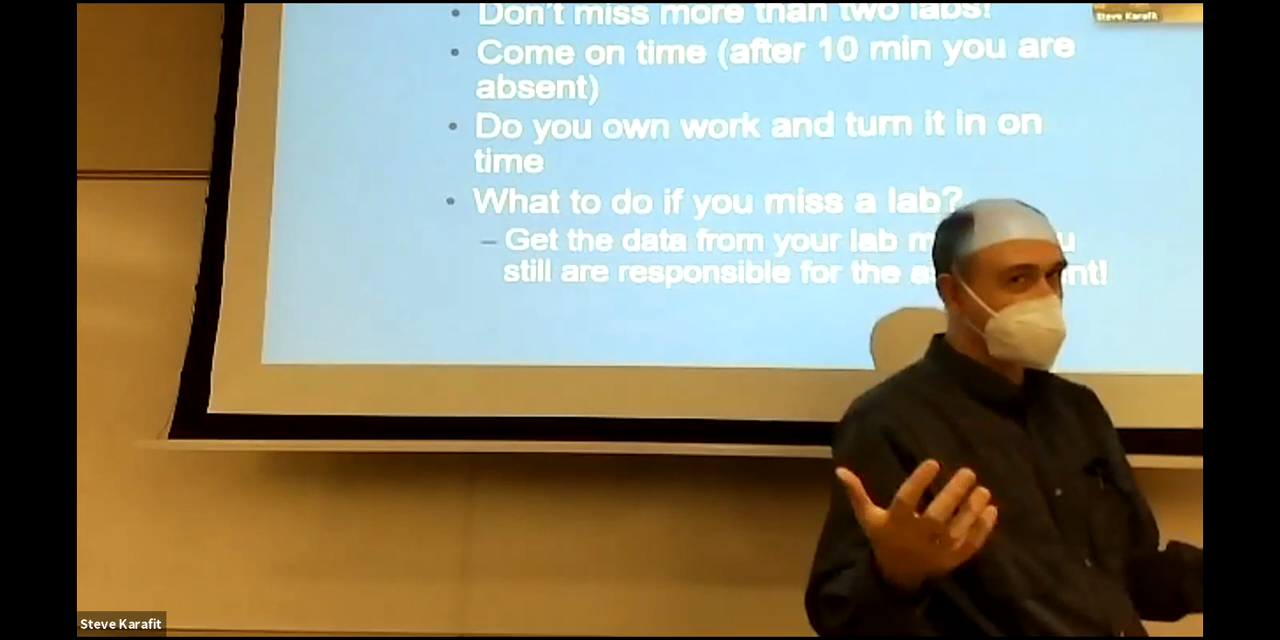 • Don't miss more than two labs!
Steve Karafit
• Come on time (after 10 min you are
absent)
• Do you own work and turn it in on
time
• What to do if you miss a lab?
– Get the data from your lab
still are responsible for the
Steve Karafit